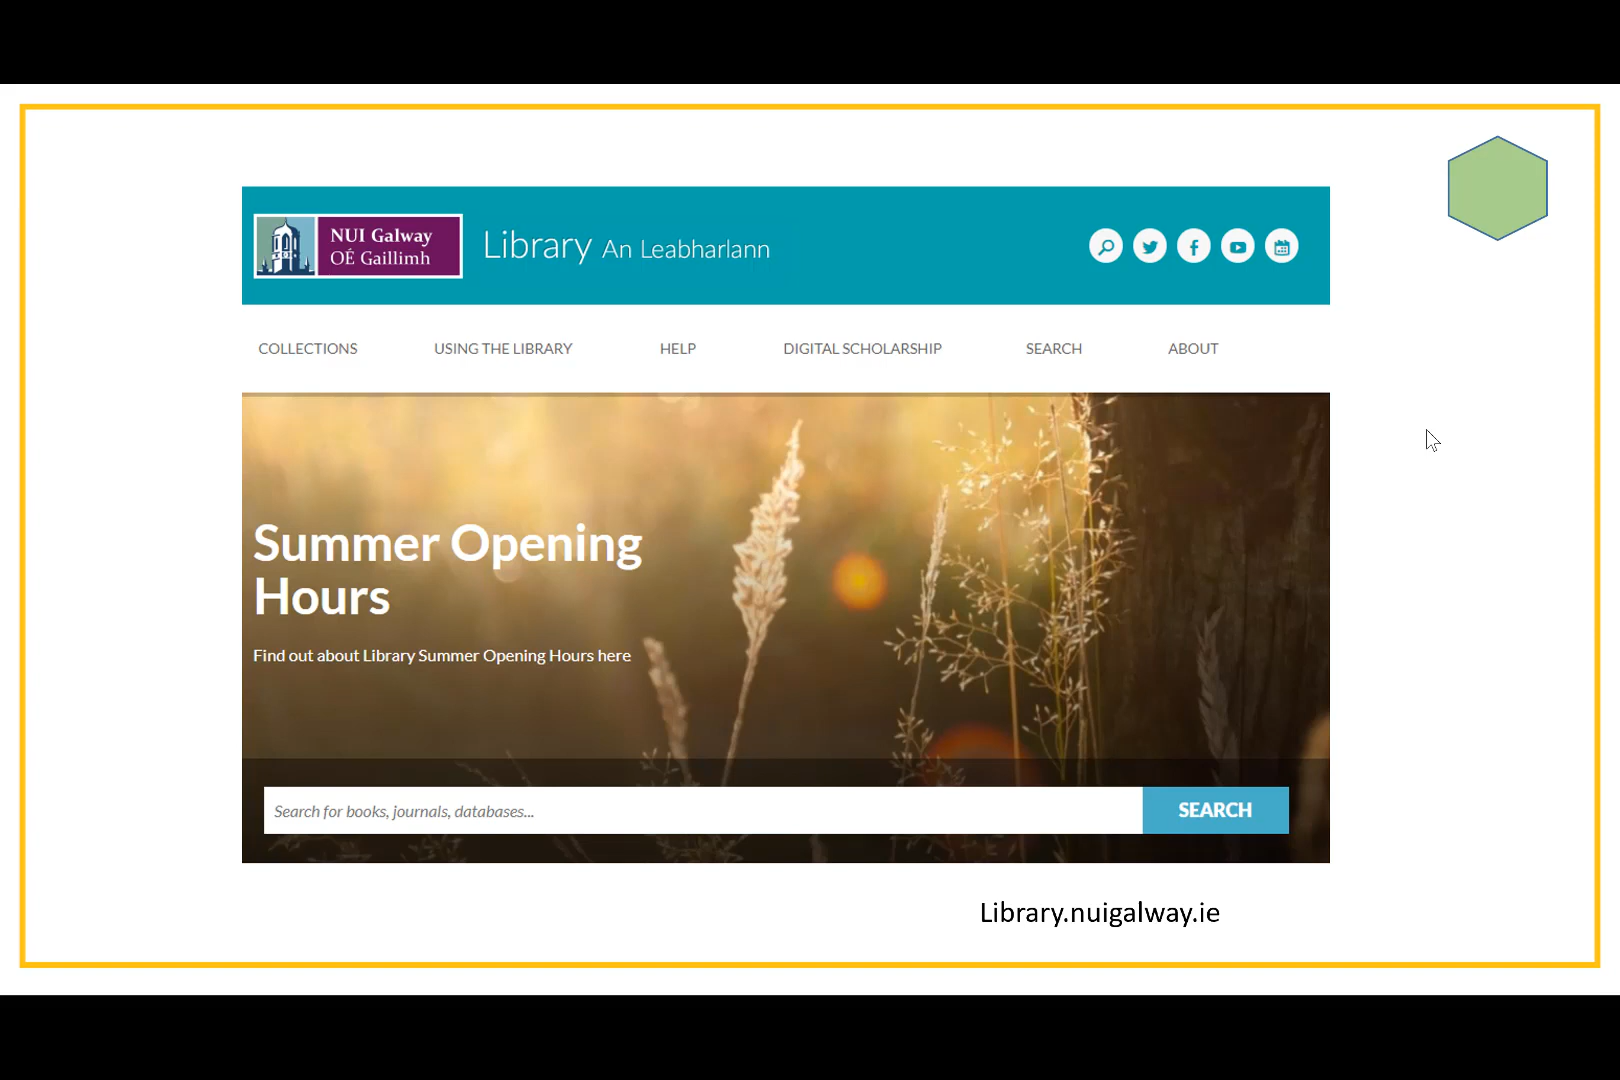 NUI Galway
OÉ Gaillimh
Library An Leabharlann
COLLECTIONS USING THE LIBRARY HELP DIGITAL SCHOLARSHIP SEARCH ABOUT
Summer Opening
Hours
Find out about Library Summer Opening Hours here
Search for books, journals, databases... SEARCH
Library.nuigalway.ie